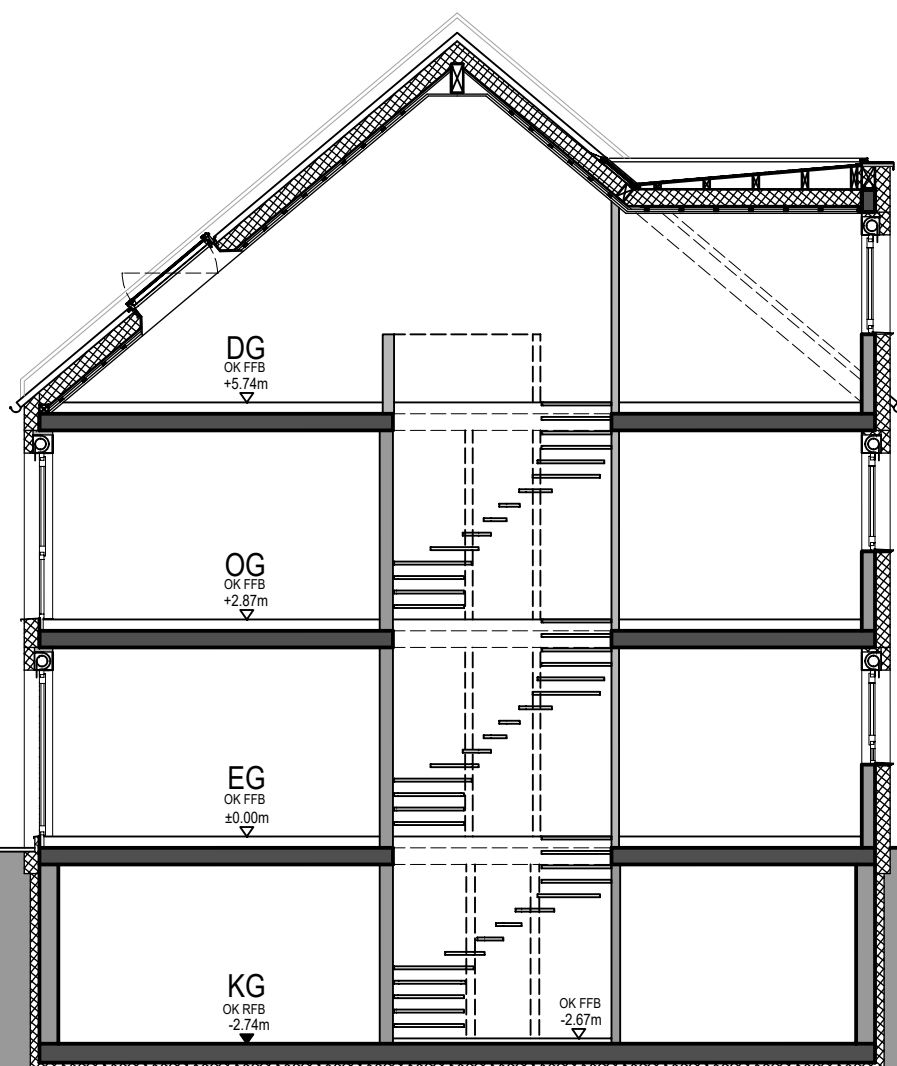 DG
OK FFB
+5.74m
OG
OK FFB
+2.87m
EG
OK FFB
±0.00m
KG
OK RFB
-2.74m
OK FFB
-2.67m